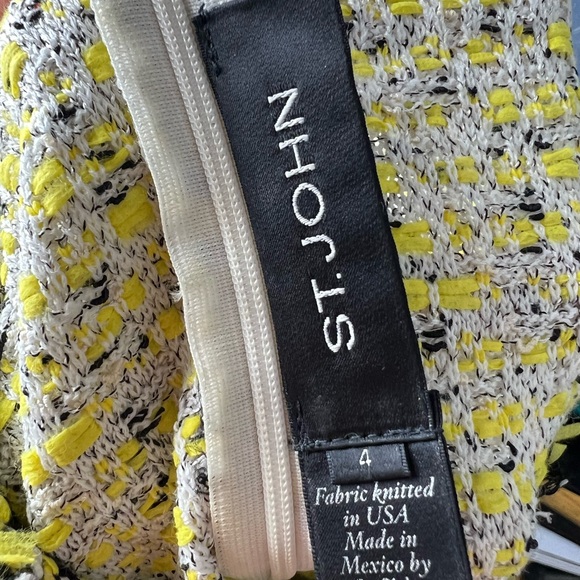 ST. JOHN
4
Fabric knitted
in USA
Made in
Mexico by